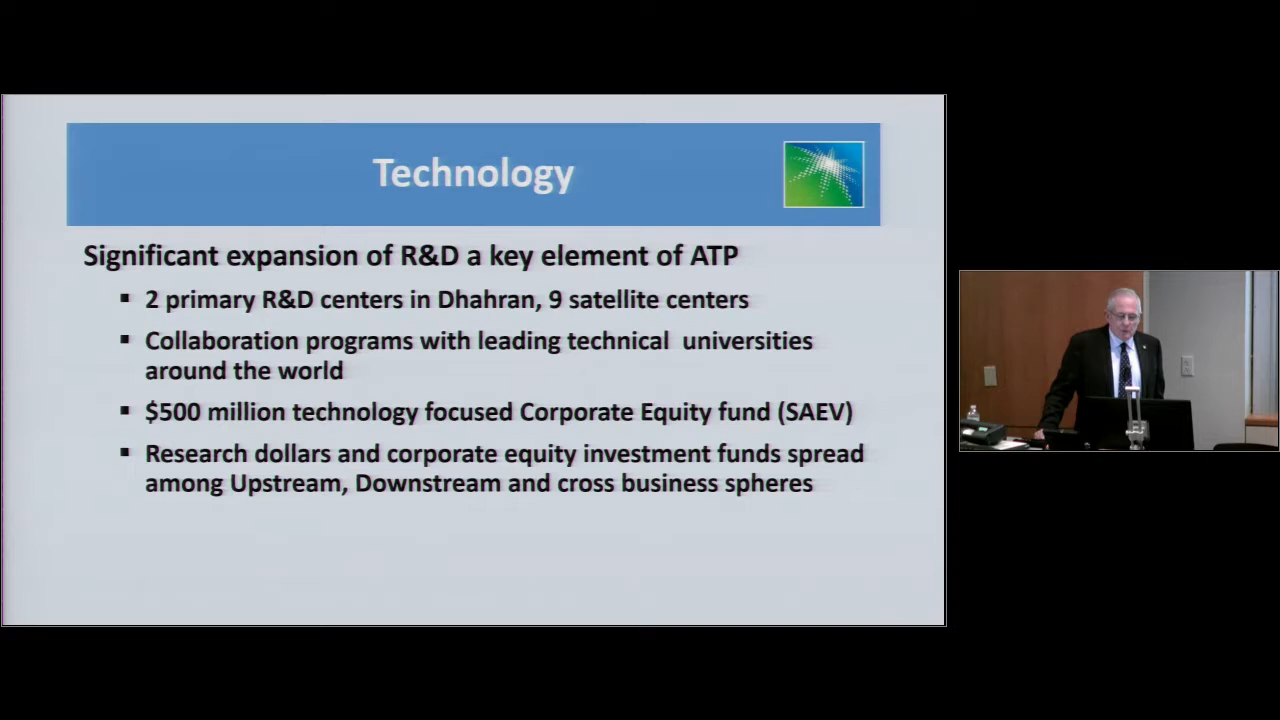 Technology
Significant expansion of R&D a key element of ATP
▪ 2 primary R&D centers in Dhahran, 9 satellite centers
▪ Collaboration programs with leading technical universities
around the world
▪ $500 million technology focused Corporate Equity fund (SAEV)
▪ Research dollars and corporate equity investment funds spread
among Upstream, Downstream and cross business spheres